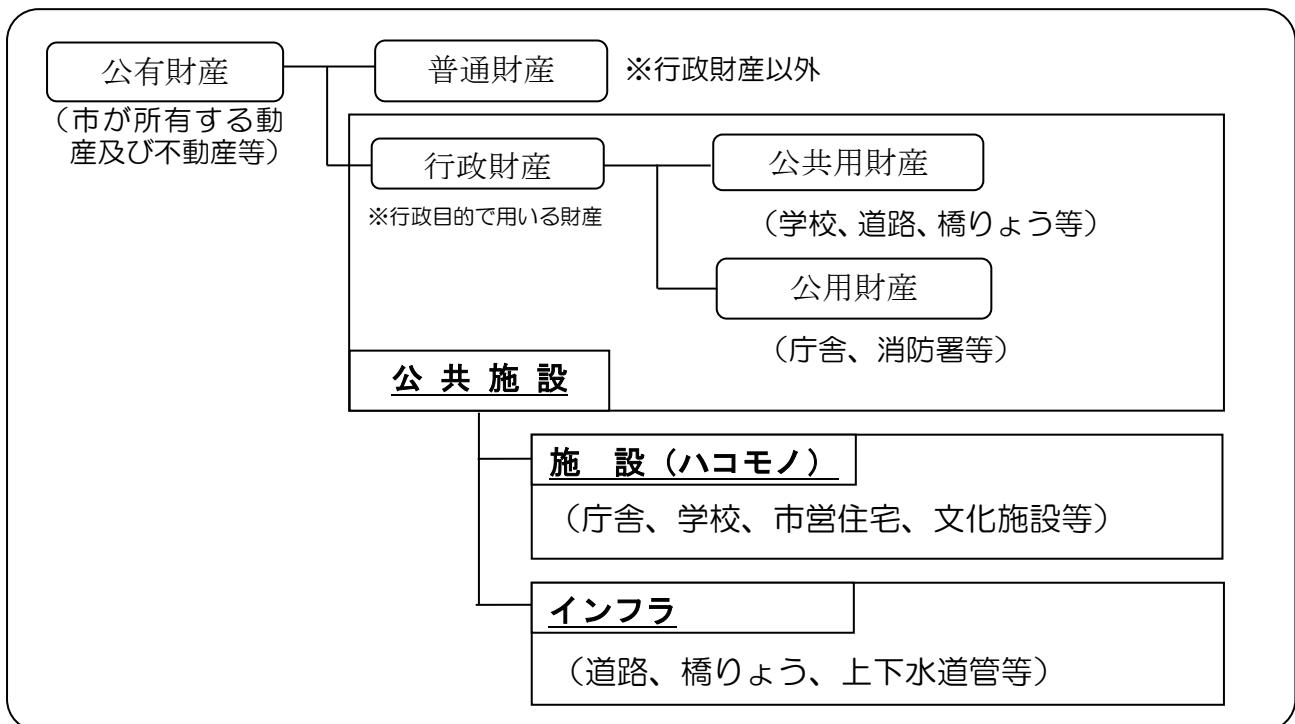 公有財産
普通財産
※行政財産以外
（市が所有する動
産及び不動産等）
行政財産
公共用財産
※行政目的で用いる財産
（学校、道路、橋りょう等）
公用財産
（庁舎、消防署等）
公 共 施 設
施　設（ハコモノ）
（庁舎、学校、市営住宅、文化施設等）
インフラ
（道路、橋りょう、上下水道管等）